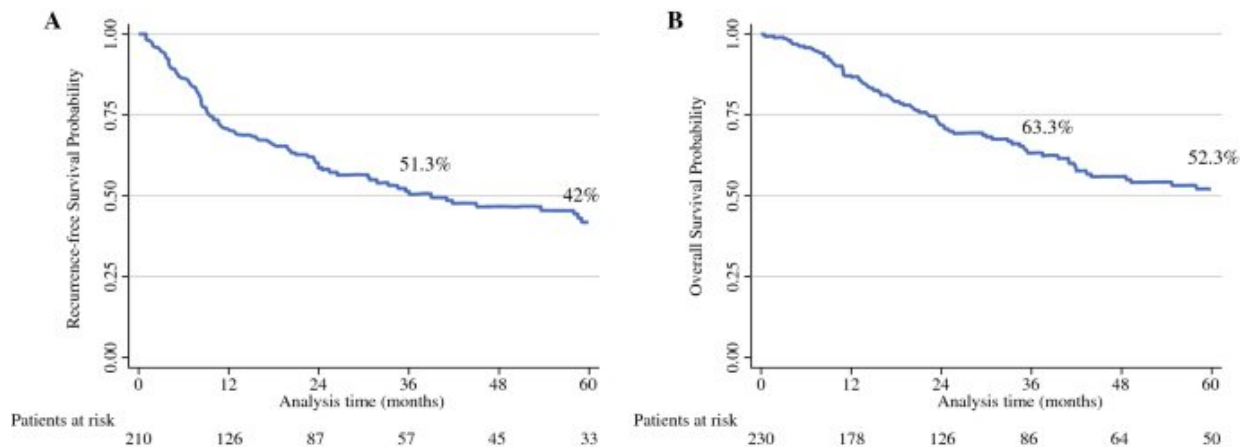 A
Recurrence-free Survival Probability
1.00
0.75
0.50
0.25
0.00
51.3%
42%
0 12 24 36 48 60
Analysis time (months)
Patients at risk
210 126 87 57 45 33
B
Overall Survival Probability
1.00
0.75
0.50
0.25
0.00
63.3%
52.3%
0 12 24 36 48 60
Analysis time (months)
Patients at risk
230 178 126 86 64 50